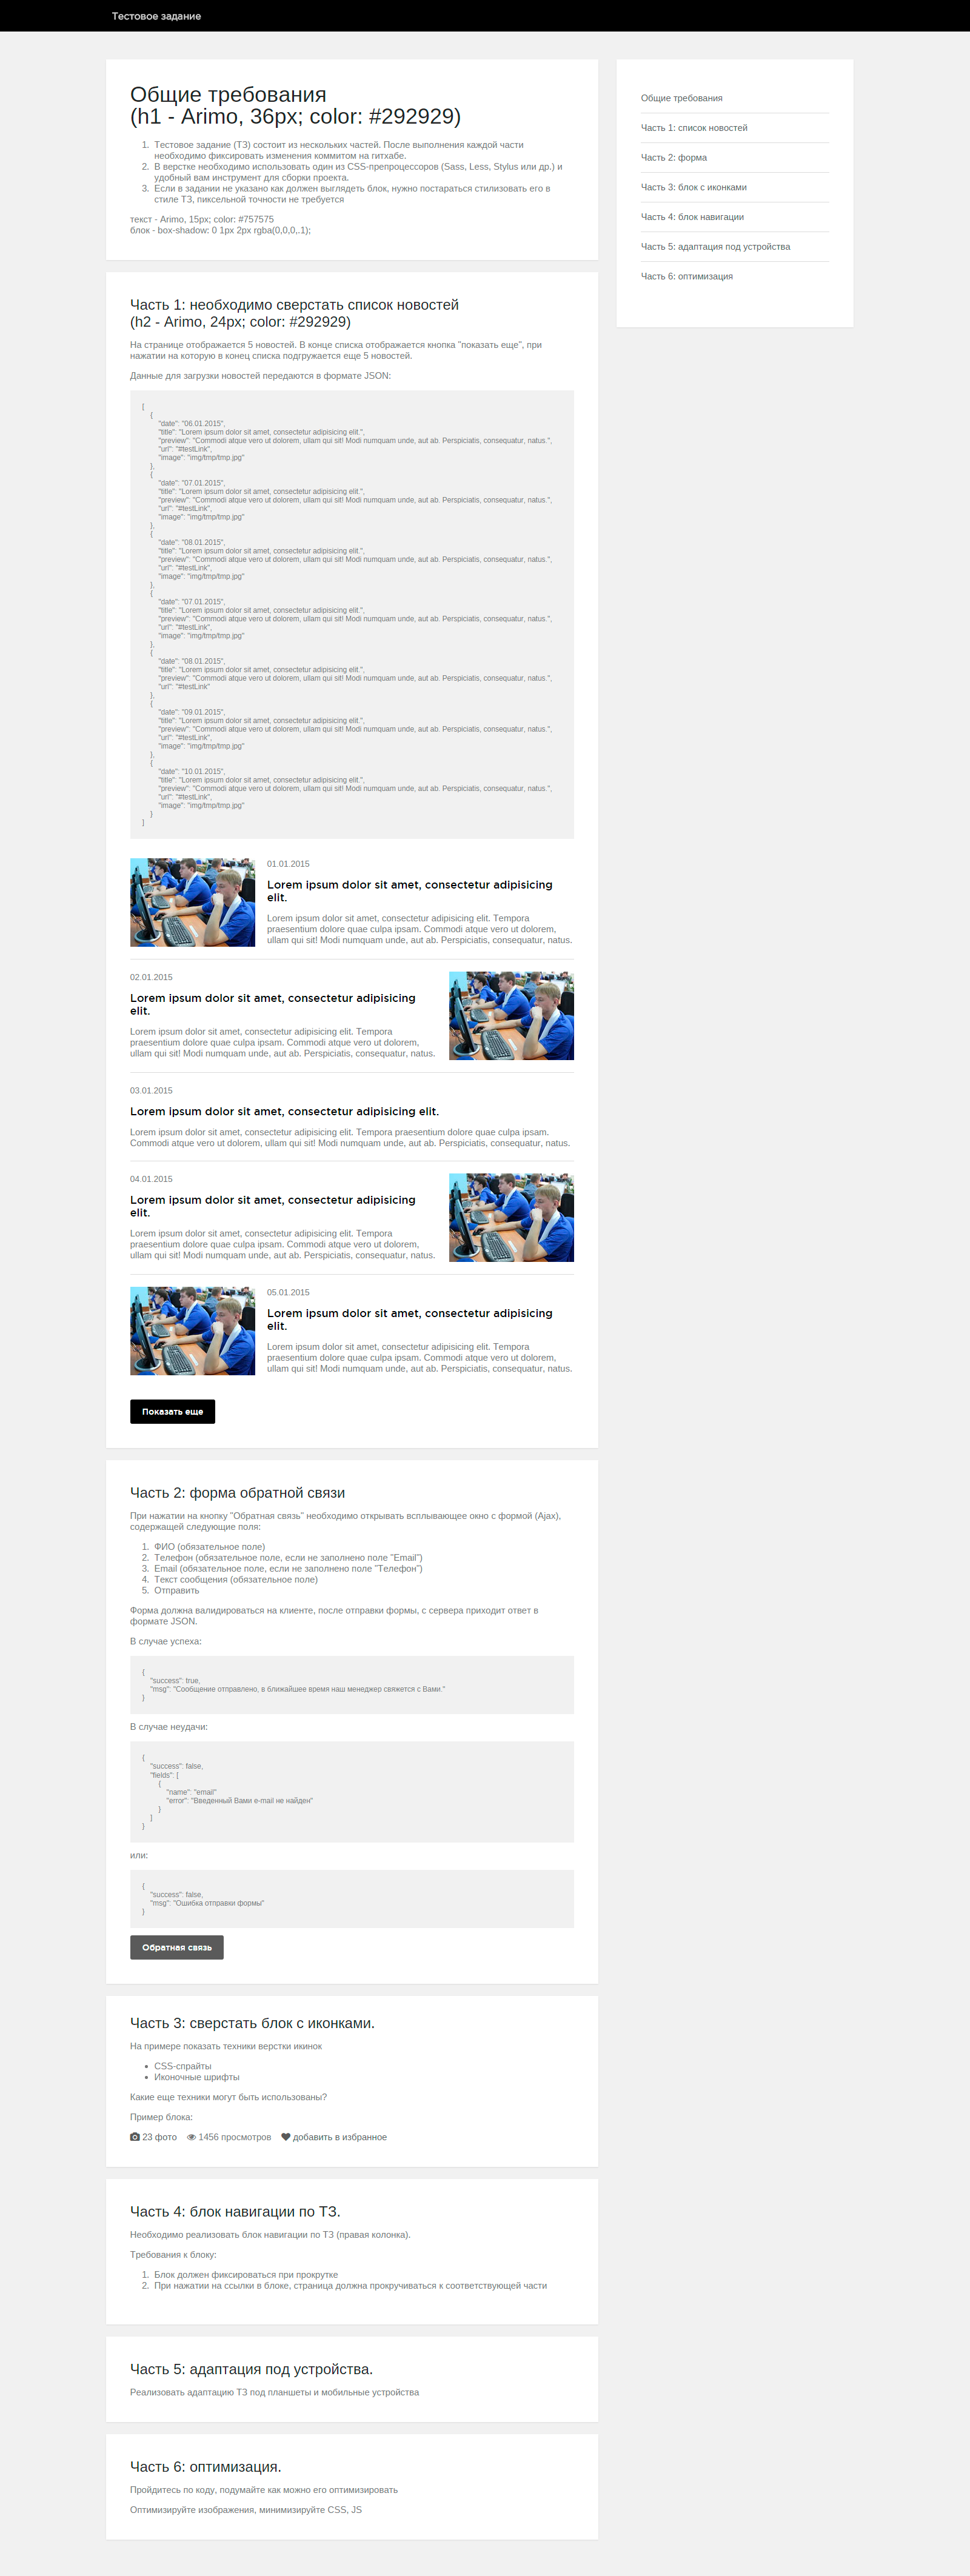 Тестовое задание
Общие требования
(h1 - Arimo, 36px; color: #292929)
1. Тестовое задание (ТЗ) состоит из нескольких частей. После выполнения каждой части
необходимо фиксировать изменения коммитом на гитхабе.
2. В верстке необходимо использовать один из CSS-препроцессоров (Sass, Less, Stylus или др.) и
удобный вам инструмент для сборки проекта.
3. Если в задании не указано как должен выглядеть блок, нужно постараться стилизовать его в
стиле ТЗ, пиксельной точности не требуется
текст - Arimo, 15px; color: #757575
блок - box-shadow: 0 1px 2px rgba(0,0,0,.1);
Общие требования
Часть 1: список новостей
Часть 2: форма
Часть 3: блок с иконками
Часть 4: блок навигации
Часть 5: адаптация под устройства
Часть 6: оптимизация
Часть 1: необходимо сверстать список новостей
(h2 - Arimo, 24px; color: #292929)
На странице отображается 5 новостей. В конце списка отображается кнопка "показать еще", при
нажатии на которую в конец списка подгружается еще 5 новостей.
Данные для загрузки новостей передаются в формате JSON:
[
{
"date": "06.01.2015",
"title": "Lorem ipsum dolor sit amet, consectetur adipisicing elit.",
"preview": "Commodi atque vero ut dolorem, ullam qui sit! Modi numquam unde, aut ab. Perspiciatis, consequatur, natus.",
"url": "#testLink",
"image": "img/tmp/tmp.jpg"
},
{
"date": "07.01.2015",
"title": "Lorem ipsum dolor sit amet, consectetur adipisicing elit.",
"preview": "Commodi atque vero ut dolorem, ullam qui sit! Modi numquam unde, aut ab. Perspiciatis, consequatur, natus.",
"url": "#testLink",
"image": "img/tmp/tmp.jpg"
},
{
"date": "08.01.2015",
"title": "Lorem ipsum dolor sit amet, consectetur adipisicing elit.",
"preview": "Commodi atque vero ut dolorem, ullam qui sit! Modi numquam unde, aut ab. Perspiciatis, consequatur, natus.",
"url": "#testLink",
"image": "img/tmp/tmp.jpg"
},
{
"date": "07.01.2015",
"title": "Lorem ipsum dolor sit amet, consectetur adipisicing elit.",
"preview": "Commodi atque vero ut dolorem, ullam qui sit! Modi numquam unde, aut ab. Perspiciatis, consequatur, natus.",
"url": "#testLink",
"image": "img/tmp/tmp.jpg"
},
{
"date": "08.01.2015",
"title": "Lorem ipsum dolor sit amet, consectetur adipisicing elit.",
"preview": "Commodi atque vero ut dolorem, ullam qui sit! Modi numquam unde, aut ab. Perspiciatis, consequatur, natus.",
"url": "#testLink"
},
{
"date": "09.01.2015",
"title": "Lorem ipsum dolor sit amet, consectetur adipisicing elit.",
"preview": "Commodi atque vero ut dolorem, ullam qui sit! Modi numquam unde, aut ab. Perspiciatis, consequatur, natus.",
"url": "#testLink",
"image": "img/tmp/tmp.jpg"
},
{
"date": "10.01.2015",
"title": "Lorem ipsum dolor sit amet, consectetur adipisicing elit.",
"preview": "Commodi atque vero ut dolorem, ullam qui sit! Modi numquam unde, aut ab. Perspiciatis, consequatur, natus.",
"url": "#testLink",
"image": "img/tmp/tmp.jpg"
}
]
01.01.2015
Lorem ipsum dolor sit amet, consectetur adipisicing
elit.
Lorem ipsum dolor sit amet, consectetur adipisicing elit. Tempora
praesentium dolore quae culpa ipsam. Commodi atque vero ut dolorem,
ullam qui sit! Modi numquam unde, aut ab. Perspiciatis, consequatur, natus.
02.01.2015
Lorem ipsum dolor sit amet, consectetur adipisicing
elit.
Lorem ipsum dolor sit amet, consectetur adipisicing elit. Tempora
praesentium dolore quae culpa ipsam. Commodi atque vero ut dolorem,
ullam qui sit! Modi numquam unde, aut ab. Perspiciatis, consequatur, natus.
03.01.2015
Lorem ipsum dolor sit amet, consectetur adipisicing elit.
Lorem ipsum dolor sit amet, consectetur adipisicing elit. Tempora praesentium dolore quae culpa ipsam.
Commodi atque vero ut dolorem, ullam qui sit! Modi numquam unde, aut ab. Perspiciatis, consequatur, natus.
04.01.2015
Lorem ipsum dolor sit amet, consectetur adipisicing
elit.
Lorem ipsum dolor sit amet, consectetur adipisicing elit. Tempora
praesentium dolore quae culpa ipsam. Commodi atque vero ut dolorem,
ullam qui sit! Modi numquam unde, aut ab. Perspiciatis, consequatur, natus.
05.01.2015
Lorem ipsum dolor sit amet, consectetur adipisicing
elit.
Lorem ipsum dolor sit amet, consectetur adipisicing elit. Tempora
praesentium dolore quae culpa ipsam. Commodi atque vero ut dolorem,
ullam qui sit! Modi numquam unde, aut ab. Perspiciatis, consequatur, natus.
Показать еще
Часть 2: форма обратной связи
При нажатии на кнопку "Обратная связь" необходимо открывать всплывающее окно с формой (Ajax),
содержащей следующие поля:
1. ФИО (обязательное поле)
2. Телефон (обязательное поле, если не заполнено поле "Email")
3. Email (обязательное поле, если не заполнено поле "Телефон")
4. Текст сообщения (обязательное поле)
5. Отправить
Форма должна валидироваться на клиенте, после отправки формы, с сервера приходит ответ в
формате JSON.
В случае успеха:
{
"success": true,
"msg": "Сообщение отправлено, в ближайшее время наш менеджер свяжется с Вами."
}
В случае неудачи:
{
"success": false,
"fields": [
{
"name": "email"
"error": "Введенный Вами e-mail не найден"
}
]
}
или:
{
"success": false,
"msg": "Ошибка отправки формы"
}
Обратная связь
Часть 3: сверстать блок с иконками.
На примере показать техники верстки икинок
• CSS-спрайты
• Иконочные шрифты
Какие еще техники могут быть использованы?
Пример блока:
23 фото 1456 просмотров добавить в избранное
Часть 4: блок навигации по ТЗ.
Необходимо реализовать блок навигации по ТЗ (правая колонка).
Требования к блоку:
1. Блок должен фиксироваться при прокрутке
2. При нажатии на ссылки в блоке, страница должна прокручиваться к соответствующей части
Часть 5: адаптация под устройства.
Реализовать адаптацию ТЗ под планшеты и мобильные устройства
Часть 6: оптимизация.
Пройдитесь по коду, подумайте как можно его оптимизировать
Оптимизируйте изображения, минимизируйте CSS, JS